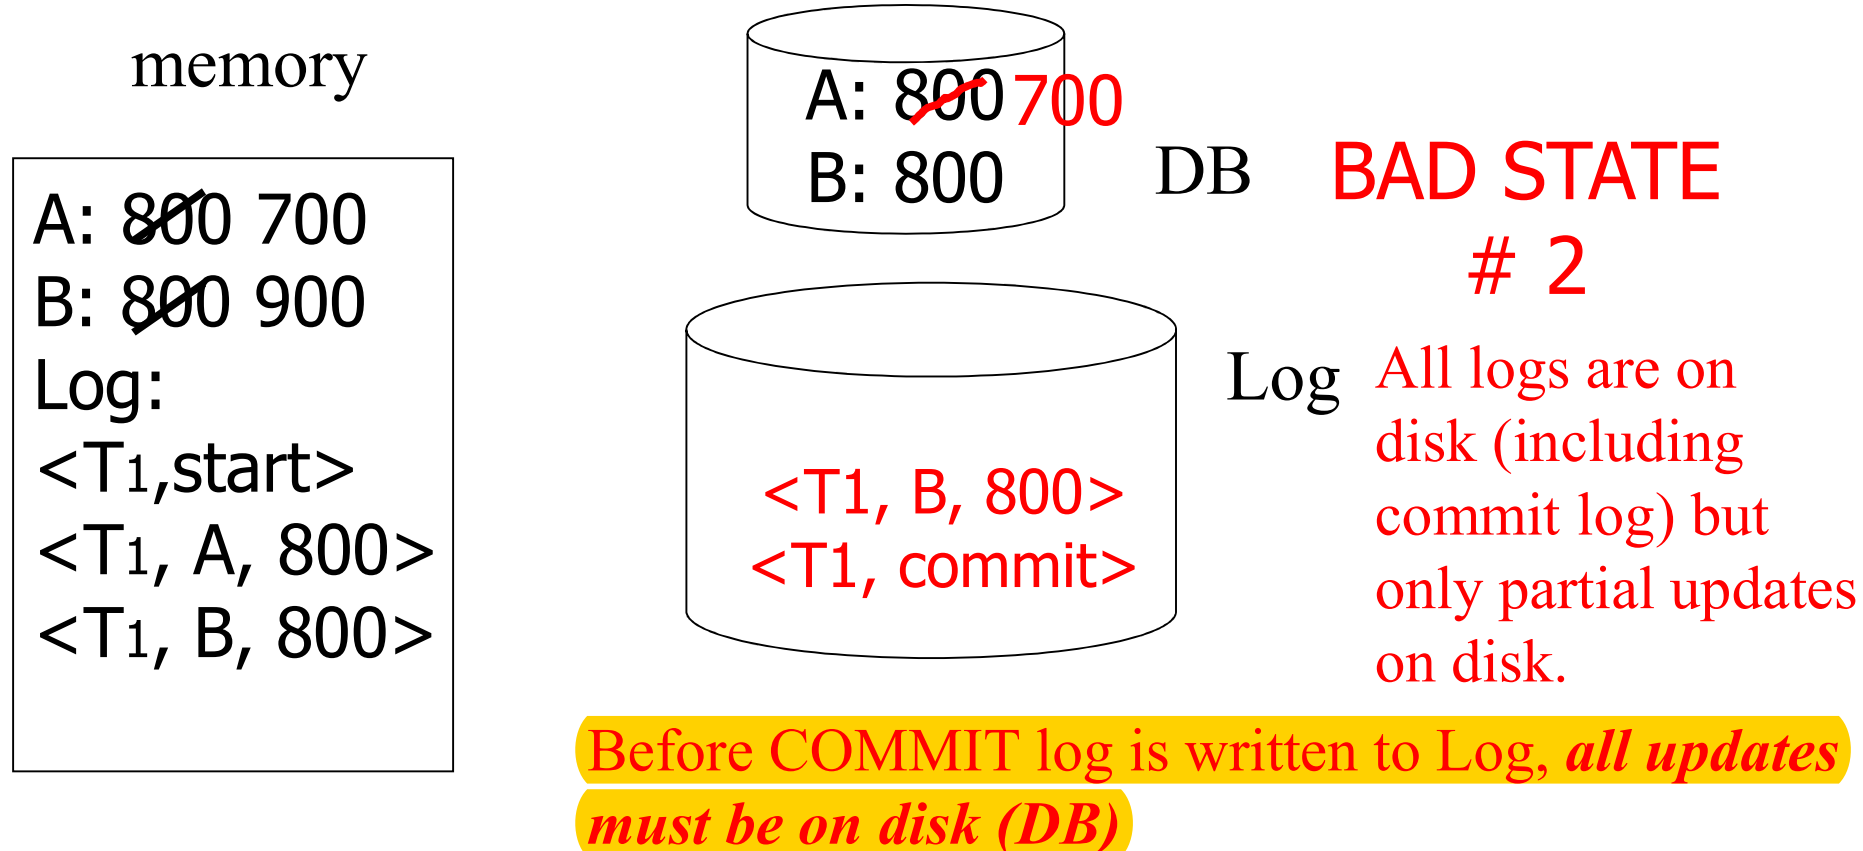 memory
A: 800 700
B: 800 900
Log:
<T1,start>
<T1, A, 800>
<T1, B, 800>
A: 800 700
B: 800
DB
<T1, B, 800>
<T1, commit>
Log
BAD STATE
# 2
All logs are on
disk (including
commit log) but
only partial updates
on disk.
Before COMMIT log is written to Log, all updates
must be on disk (DB)